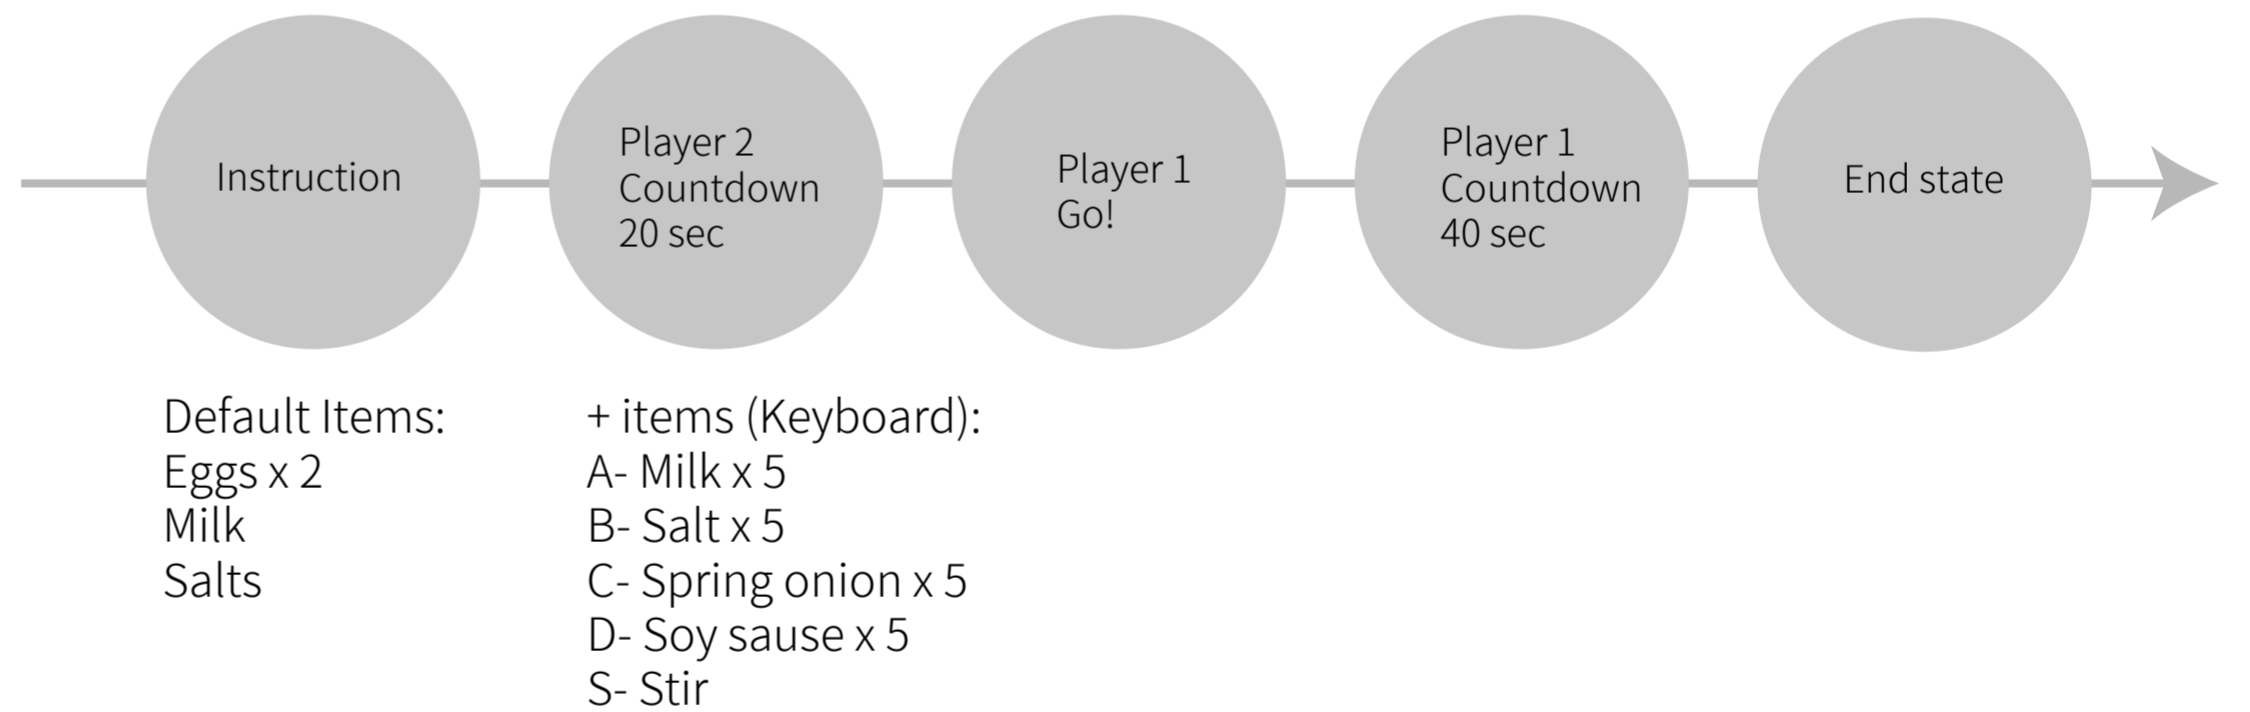 Instruction
Player 2
Countdown
20 sec
Player 1
Go!
Player 1
Countdown
40 sec
End state
Default Items:
Eggs x 2
Milk
Salts
+ items (Keyboard):
A- Milk x 5
B- Salt x 5
C- Spring onion x 5
D- Soy sause x 5
S- Stir